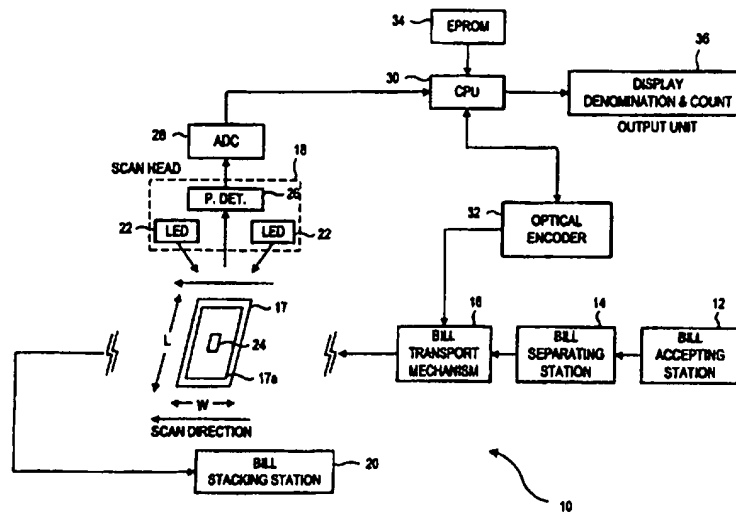 34
EPROM
36
30
CPU
DISPLAY
DENOMINATION & COUNT
OUTPUT UNIT
28
ADC
18
SCAN HEAD
P. DET.
26
22
LED
LED
22
32
OPTICAL
ENCODER
17
L
24
17a
W
SCAN DIRECTION
16
BILL
TRANSPORT
MECHANISM
14
BILL
SEPARATING
STATION
12
BILL
ACCEPTING
STATION
BILL
STACKING STATION
20
10